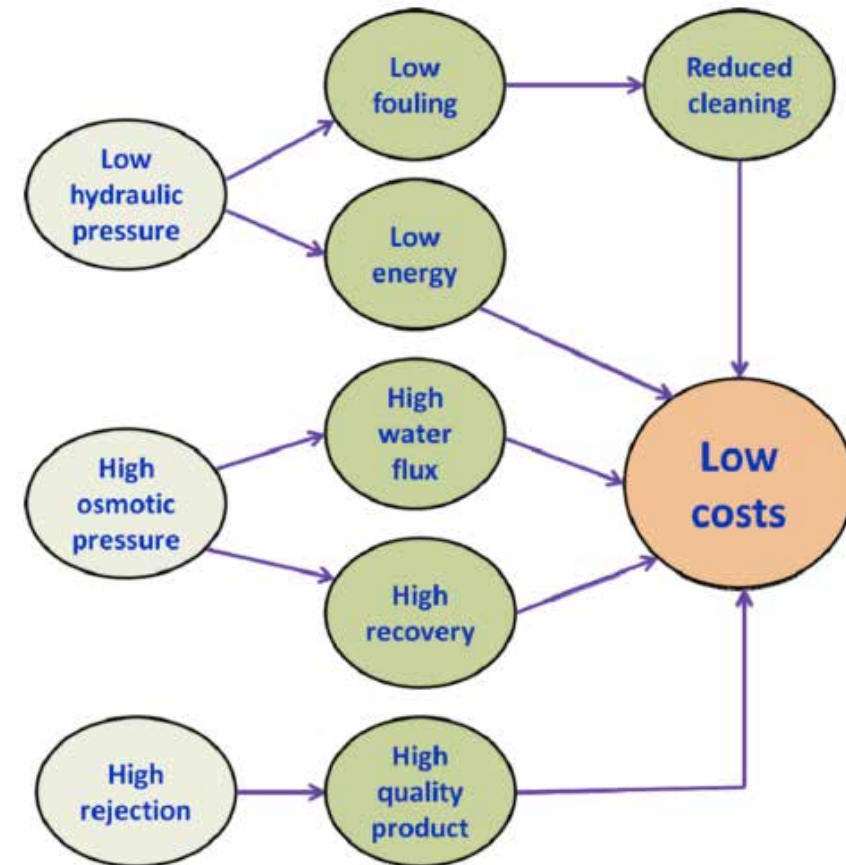 Low
fouling
Reduced
cleaning
Low
hydraulic
pressure
Low
energy
High
water
flux
High
osmotic
pressure
Low
costs
High
recovery
High
rejection
High
quality
product